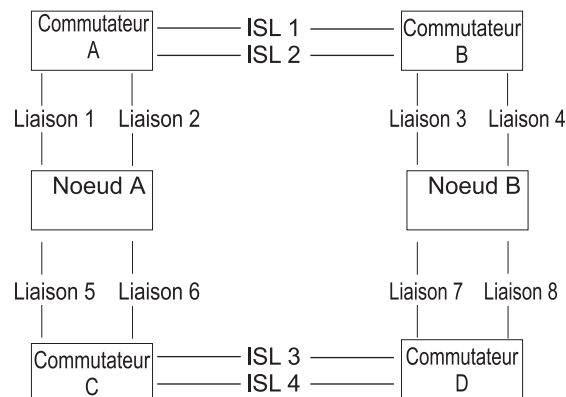 Commutateur
A
ISL 1
ISL 2
Commutateur
B
Liaison 1
Liaison 2
Liaison 3
Liaison 4
Noeud A
Noeud B
Liaison 5
Liaison 6
Liaison 7
Liaison 8
Commutateur
C
ISL 3
ISL 4
Commutateur
D